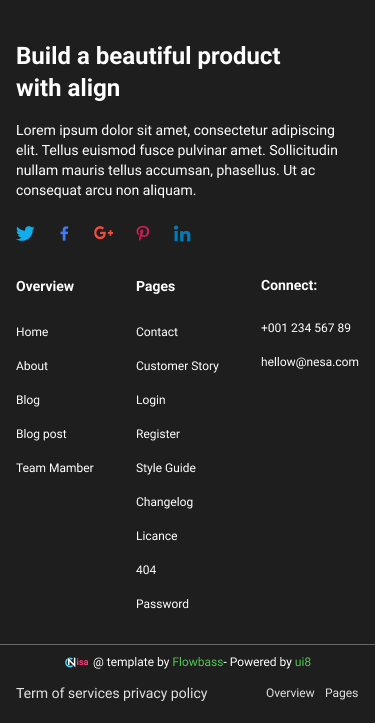 Build a beautiful product
with align
Lorem ipsum dolor sit amet, consectetur adipiscing
elit. Tellus euismod fusce pulvinar amet. Sollicitudin
nullam mauris tellus accumsan, phasellus. Ut ac
consequat arcu non aliquam.
Overview
Home
About
Blog
Blog post
Team Mamber
Pages
Contact
Customer Story
Login
Register
Style Guide
Changelog
Licance
404
Password
Connect:
+001 234 567 89
hellow@nesa.com
Nisa @ template by Flowbass- Powered by ui8
Term of services privacy policy
Overview Pages